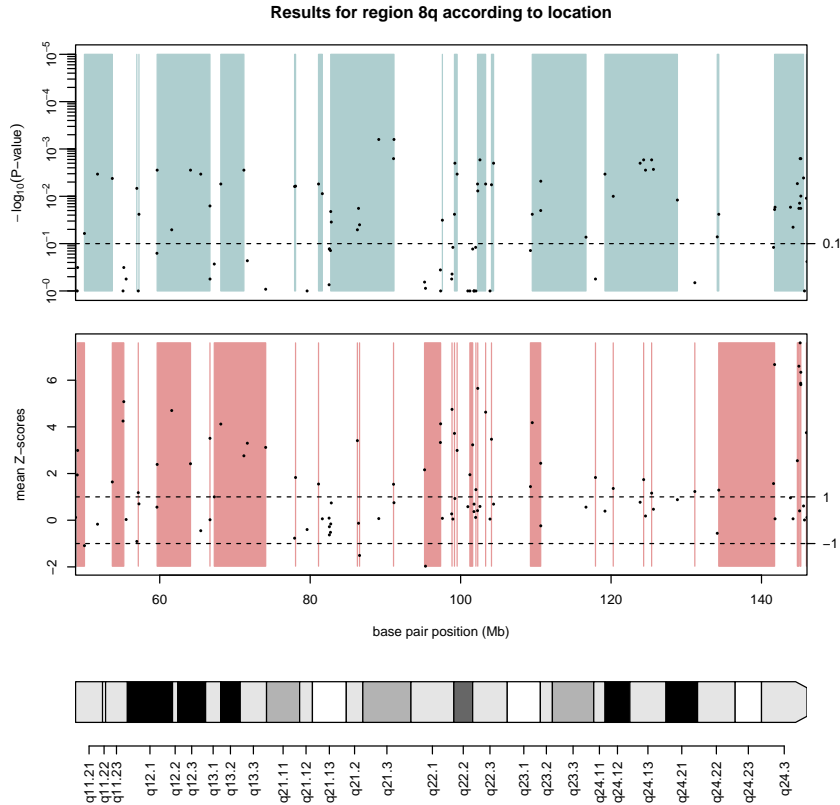 Results for region 8q according to location
− log10(P−value)
10−5
10−4
10−3
10−2
10−1
10−0
0.1
mean Z−scores
6
4
2
0
−2
1
−1
60
80
100
120
140
base pair position (Mb)
q11.21
q11.22
q11.23
q12.1
q12.2
q12.3
q13.1
q13.2
q13.3
q21.11
q21.12
q21.13
q21.2
q21.3
q22.1
q22.2
q22.3
q23.1
q23.2
q23.3
q24.11
q24.12
q24.13
q24.21
q24.22
q24.23
q24.3